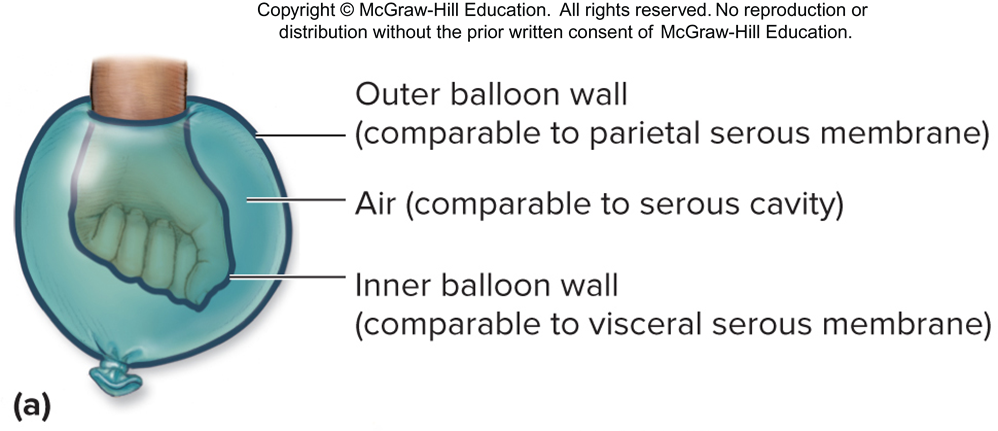 Copyright © McGraw-Hill Education. All rights reserved. No reproduction or
distribution without the prior written consent of McGraw-Hill Education.
Outer balloon wall
(comparable to parietal serous membrane)
Air (comparable to serous cavity)
Inner balloon wall
(comparable to visceral serous membrane)
(a)